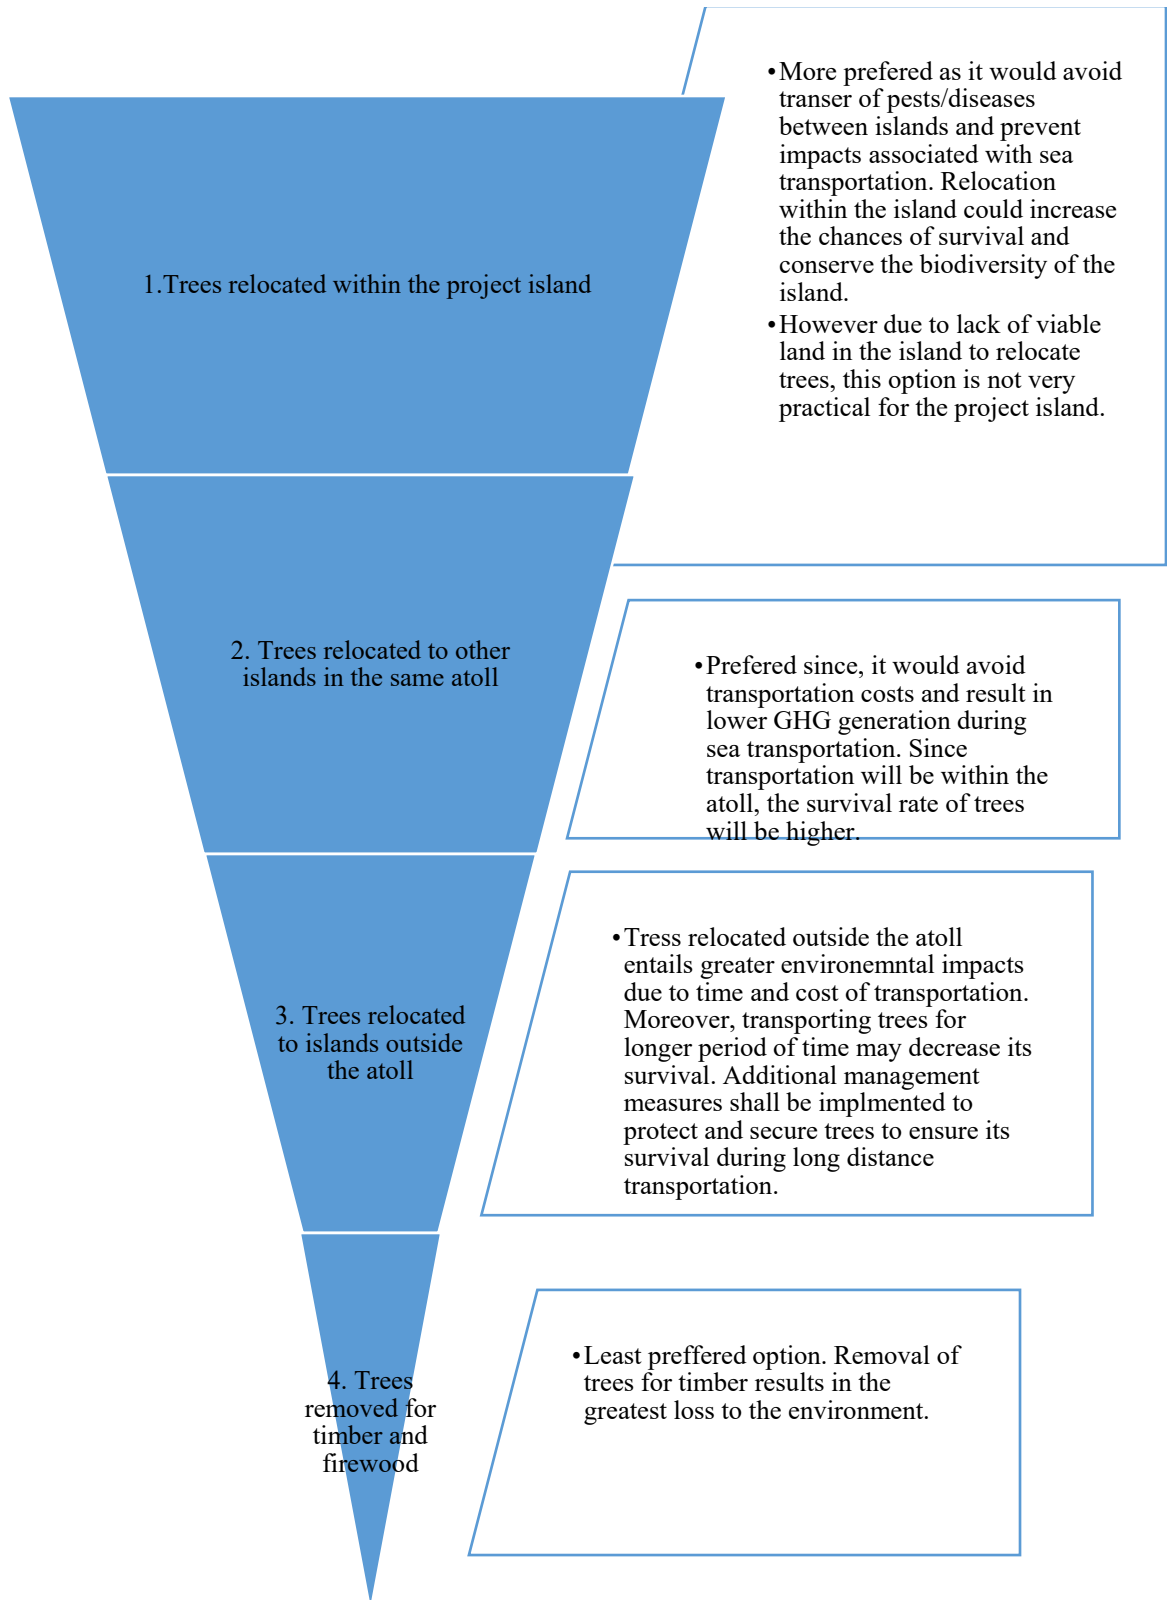 1.Trees relocated within the project island
•More prefered as it would avoid
transer of pests/diseases
between islands and prevent
impacts associated with sea
transportation. Relocation
within the island could increase
the chances of survival and
conserve the biodiversity of the
island.
•However due to lack of viable
land in the island to relocate
trees, this option is not very
practical for the project island.
2. Trees relocated to other
islands in the same atoll
•Prefered since, it would avoid
transportation costs and result in
lower GHG generation during
sea transportation. Since
transportation will be within the
atoll, the survival rate of trees
will be higher.
3. Trees relocated
to islands outside
the atoll
•Tress relocated outside the atoll
entails greater environemntal impacts
due to time and cost of transportation.
Moreover, transporting trees for
longer period of time may decrease its
survival. Additional management
measures shall be implmented to
protect and secure trees to ensure its
survival during long distance
transportation.
4. Trees
removed for
timber and
firewood
•Least preffered option. Removal of
trees for timber results in the
greatest loss to the environment.